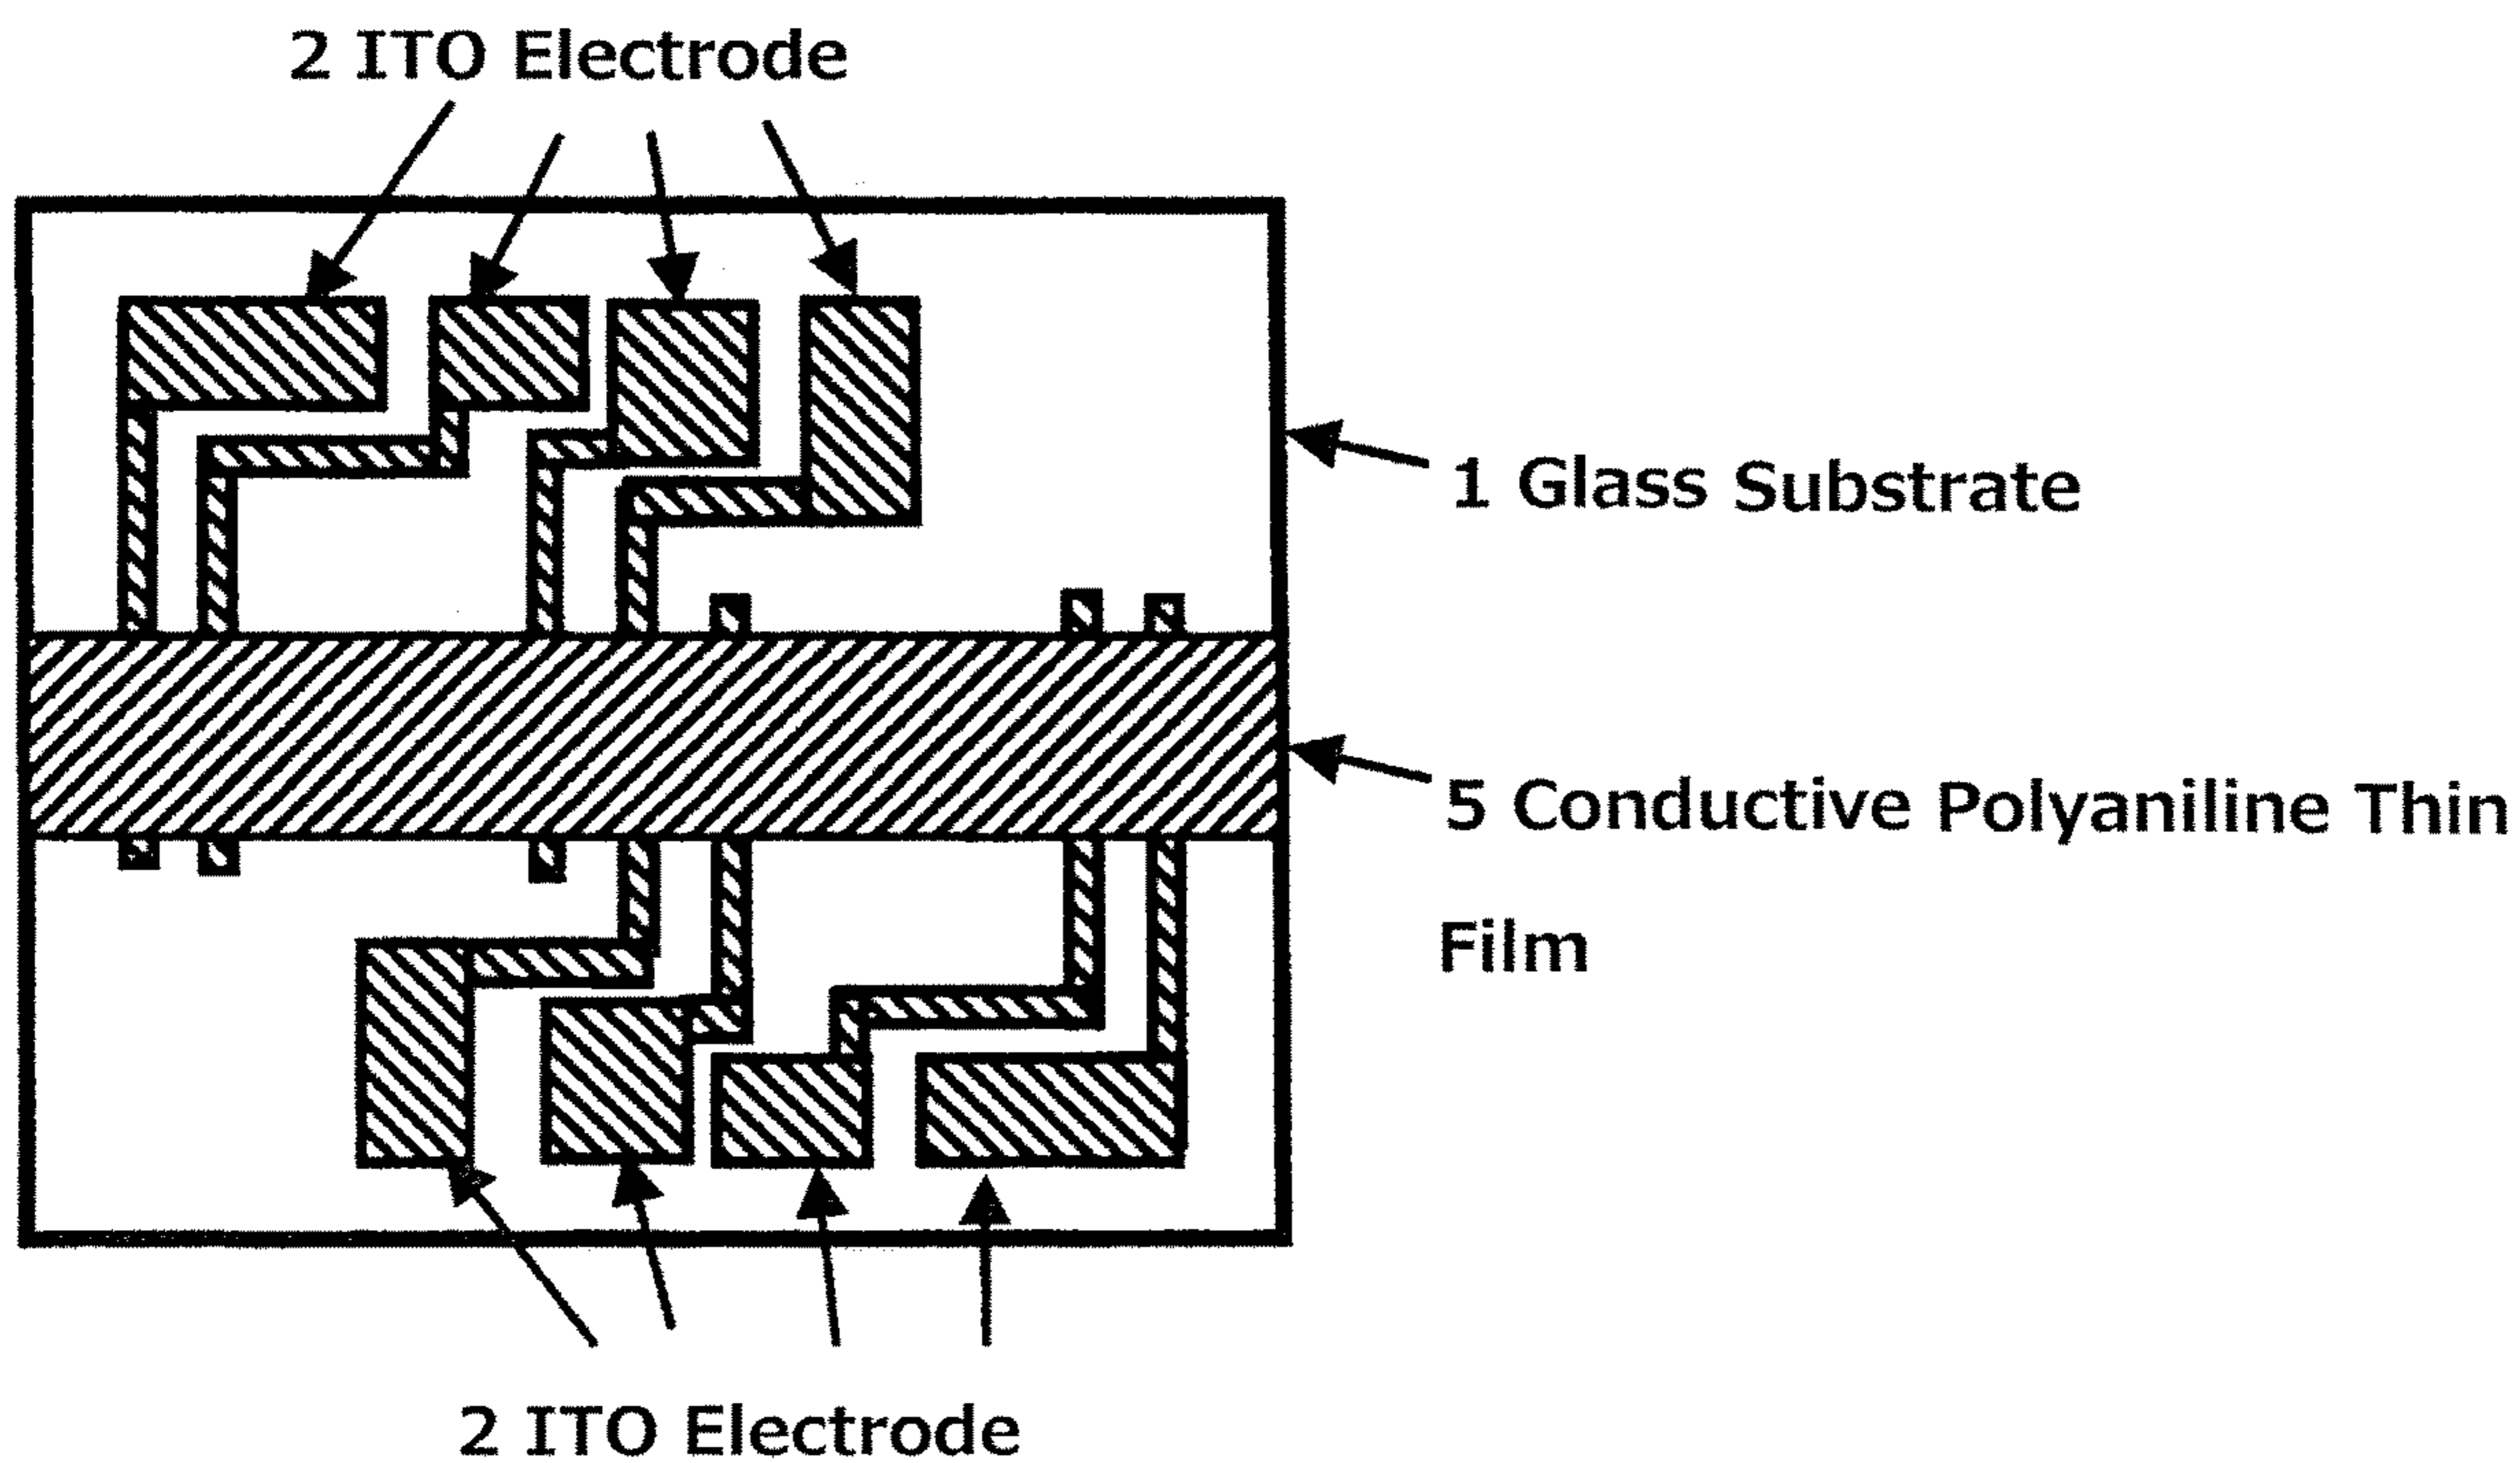 2 ITO Electrode
1 Glass Substrate
5 Conductive Polyaniline Thin
Film
2 ITO Electrode